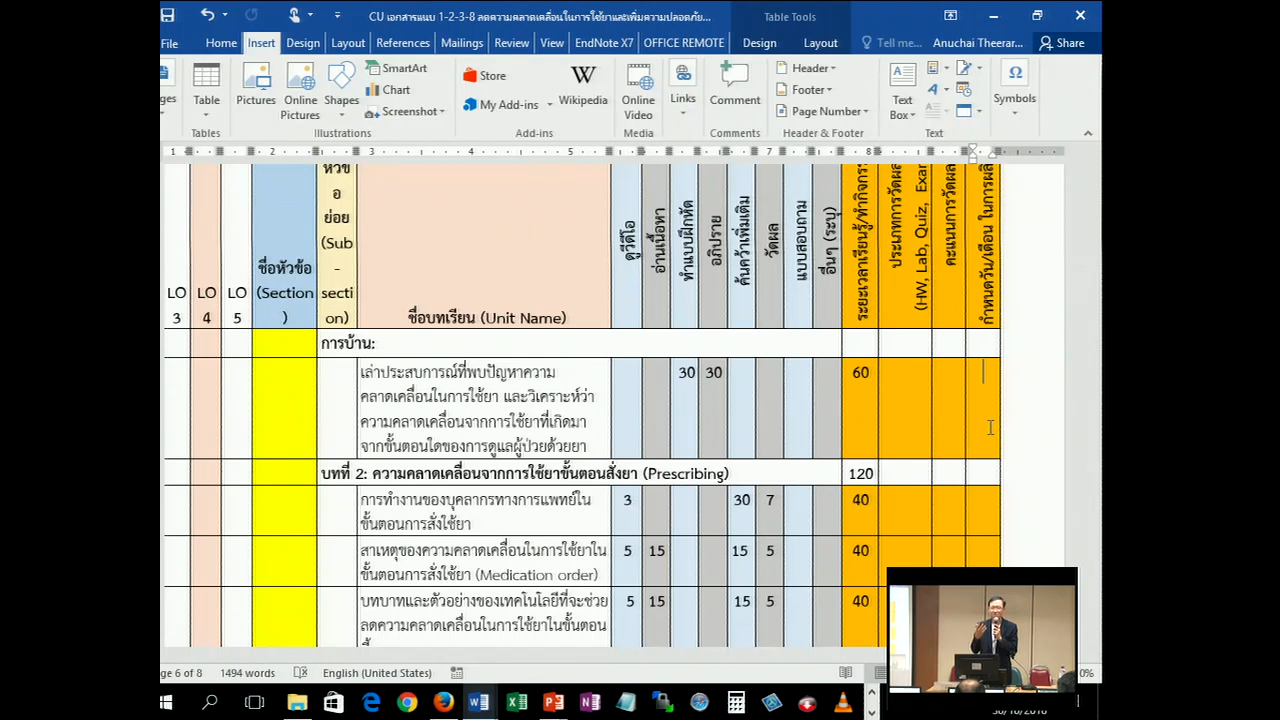 CU เอกสารแบบ 1-2-3-8 ลดความคลาดเคลื่อนในการใช้ยาและเพิ่มความปลอดภัย...
Table Tools
File Home Insert Design Layout References Mailings Review View EndNote X7 OFFICE REMOTE Design Layout Tell me... Anuchai Theerar... Share
Table
Pictures
Online Pictures
Shapes
SmartArt
Chart
Screenshot
Store
My Add-ins
Wikipedia
Online Video
Links
Comment
Header
Footer
Page Number
Text Box
Symbols
Tables
Illustrations
Add-ins
Media
Comments
Header & Footer
Text
1 2 3 4 5 6 7 8
LO 3
LO 4
LO 5
ชื่อหัวข้อ (Section)
หัวข้อย่อย (Sub-section)
ชื่อบทเรียน (Unit Name)
ดูวีดีโอ
อ่านเนื้อหา
ทำแบบฝึกหัด
อภิปราย
ค้นคว้าเพิ่มเติม
วัดผล
แบบสอบถาม
อื่นๆ (ระบุ)
ระยะเวลาเรียนรู้/ทำกิจกรร
ประเภทการวัดผล
(HW, Lab, Quiz, Exam
คะแนนการวัดผล
กำหนดวัน/เดือน ในการผลิ
การบ้าน:
เล่าประสบการณ์ที่พบปัญหาความ 30 30 60
คลาดเคลื่อนในการใช้ยา และวิเคราะห์ว่า
ความคลาดเคลื่อนจากการใช้ยาที่เกิดมา
จากขั้นตอนใดของการดูแลผู้ป่วยด้วยยา
บทที่ 2: ความคลาดเคลื่อนจากการใช้ยาขั้นตอนสั่งยา (Prescribing) 120
การทำงานของบุคลากรทางการแพทย์ใน 3 30 7 40
ขั้นตอนการสั่งใช้ยา
สาเหตุของความคลาดเคลื่อนในการใช้ยาใน 5 15 15 5 40
ขั้นตอนการสั่งใช้ยา (Medication order)
บทบาทและตัวอย่างของเทคโนโลยีที่จะช่วย 5 15 15 5 40
ลดความคลาดเคลื่อนในการใช้ยาในขั้นตอน
ge 6 of 8 1494 words English (United States) 0%
30/10/2016